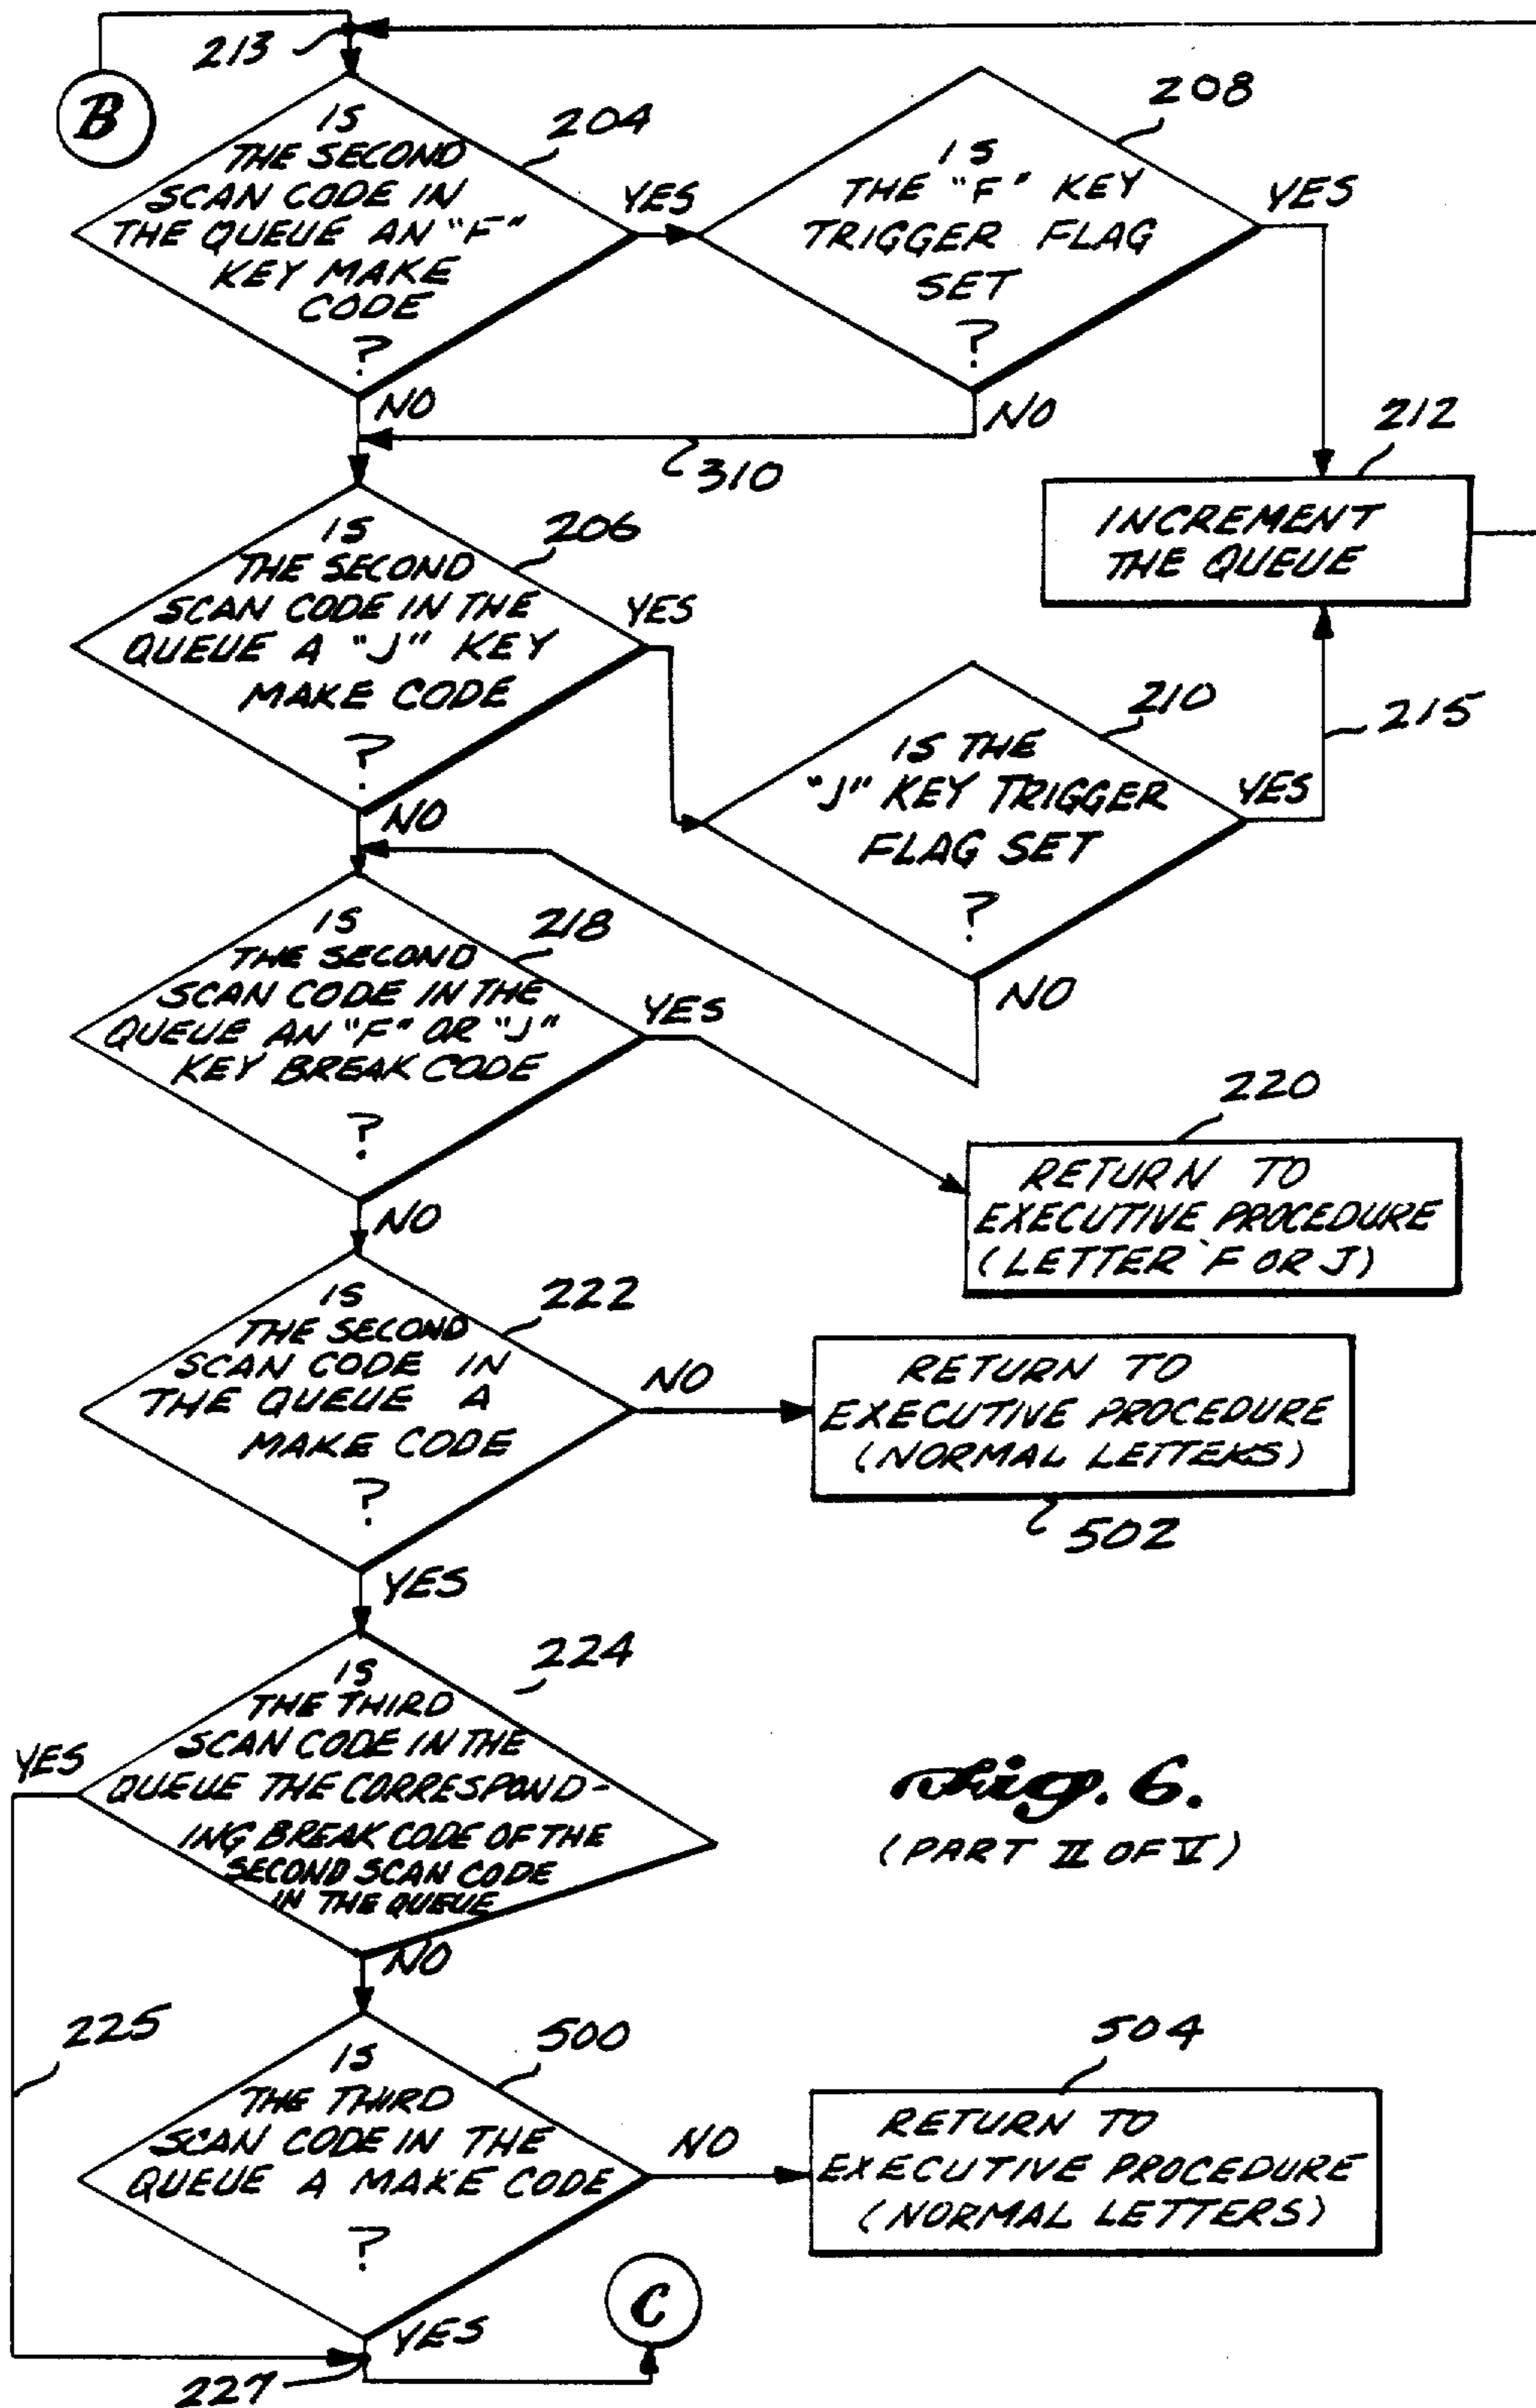 213
B
IS
THE SECOND
SCAN CODE IN
THE QUEUE AN "F"
KEY MAKE
CODE
?
204
YES
NO
IS
THE "F" KEY
TRIGGER FLAG
SET
?
208
YES
NO
310
212
INCREMENT
THE QUEUE
IS
THE SECOND
SCAN CODE IN THE
QUEUE A "J" KEY
MAKE CODE
?
206
YES
NO
IS THE
"J" KEY TRIGGER
FLAG SET
?
210
YES
215
NO
IS
THE SECOND
SCAN CODE IN THE
QUEUE AN "F" OR "J"
KEY BREAK CODE
?
218
YES
NO
220
RETURN TO
EXECUTIVE PROCEDURE
(LETTER F OR J)
IS
THE SECOND
SCAN CODE IN
THE QUEUE A
MAKE CODE
?
222
NO
YES
RETURN TO
EXECUTIVE PROCEDURE
(NORMAL LETTERS)
502
IS
THE THIRD
SCAN CODE IN THE
QUEUE THE CORRESPOND-
ING BREAK CODE OF THE
SECOND SCAN CODE
IN THE QUEUE
224
YES
NO
Fig. 6.
(PART II OF V)
225
IS
THE THIRD
SCAN CODE IN THE
QUEUE A MAKE CODE
?
500
NO
YES
504
RETURN TO
EXECUTIVE PROCEDURE
(NORMAL LETTERS)
C
227